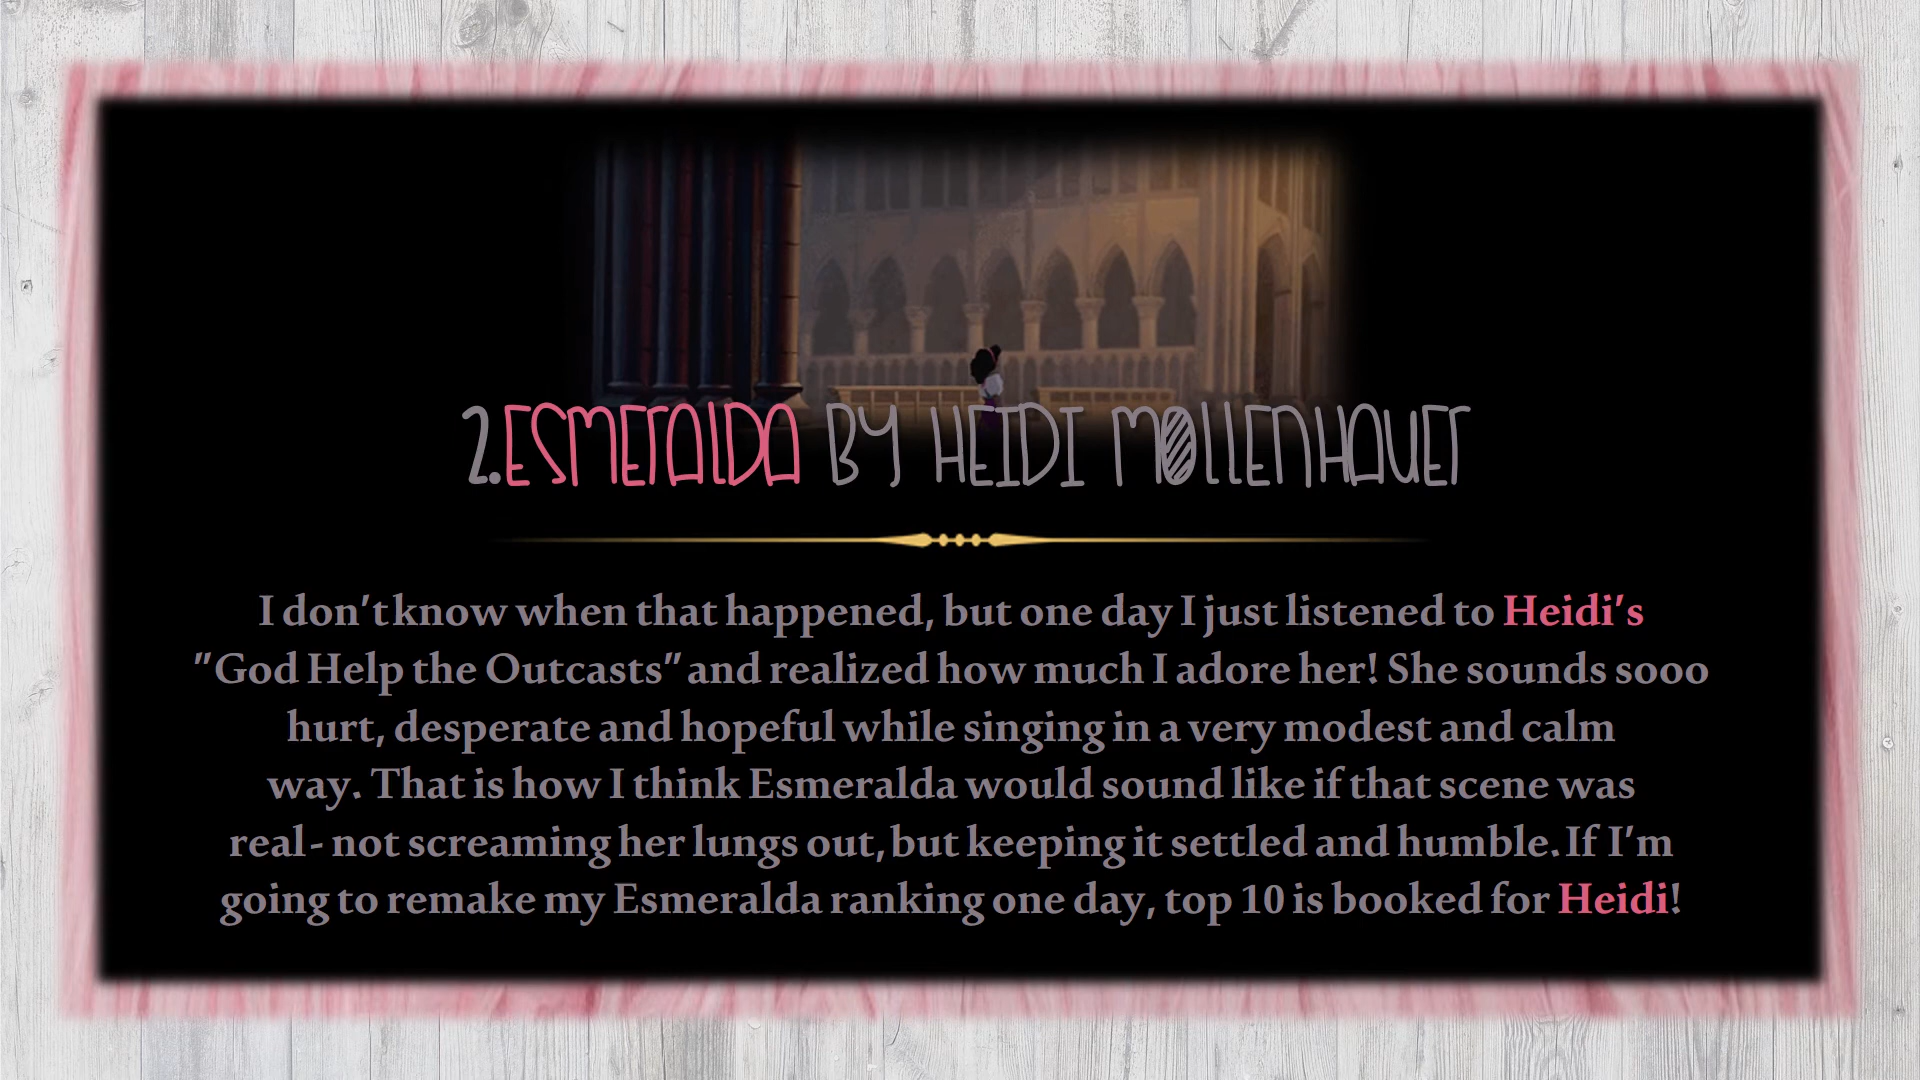 2.ESMERALDA BY HEIDI MOLLENHAUER
I don't know when that happened, but one day I just listened to Heidi's
"God Help the Outcasts" and realized how much I adore her! She sounds sooo
hurt, desperate and hopeful while singing in a very modest and calm
way. That is how I think Esmeralda would sound like if that scene was
real - not screaming her lungs out, but keeping it settled and humble. If I'm
going to remake my Esmeralda ranking one day, top 10 is booked for Heidi!